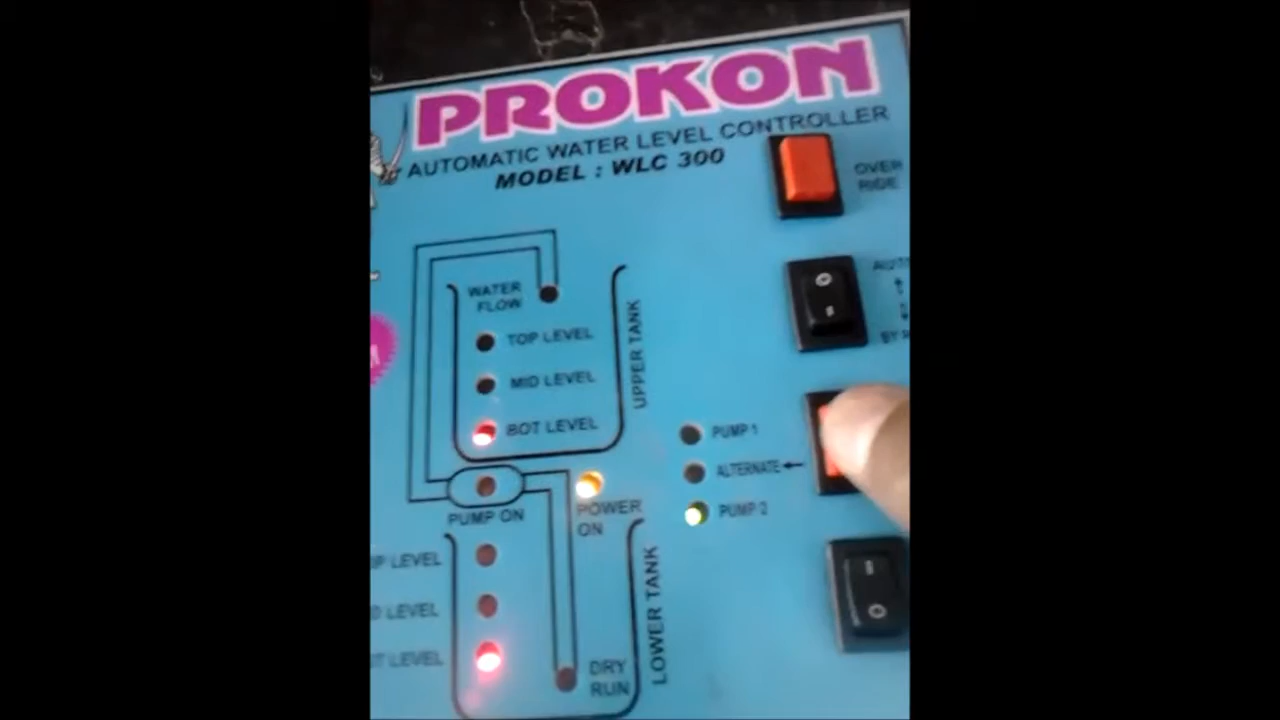 PROKON
AUTOMATIC WATER LEVEL CONTROLLER
MODEL : WLC 300
OVER
RIDE
WATER
FLOW
TOP LEVEL
MID LEVEL
BOT LEVEL
UPPER TANK
PUMP 1
ALTERNATE
PUMP 2
PUMP ON
POWER
ON
LEVEL
LEVEL
LEVEL
LOWER TANK
DRY
RUN